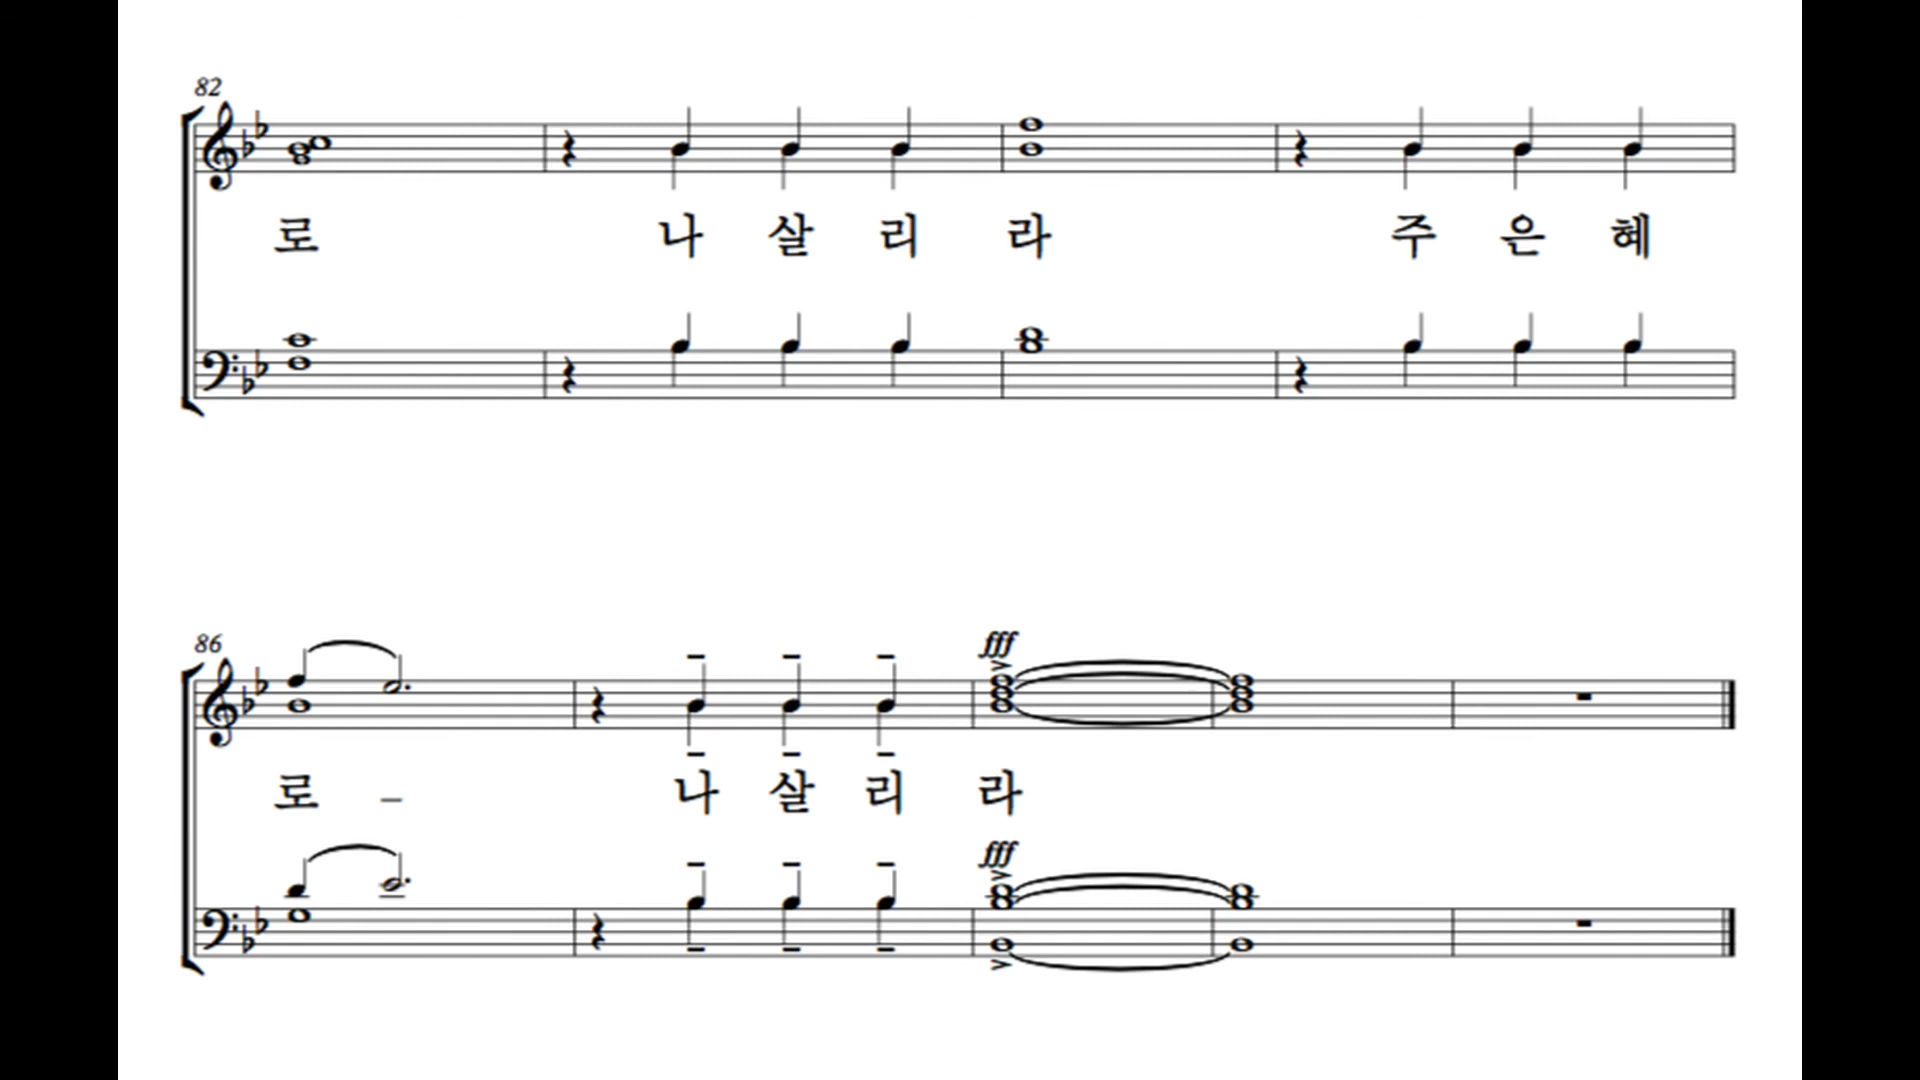 82
로 나 살 리 라 주 은 혜
86
fff
로 – 나 살 리 라
fff